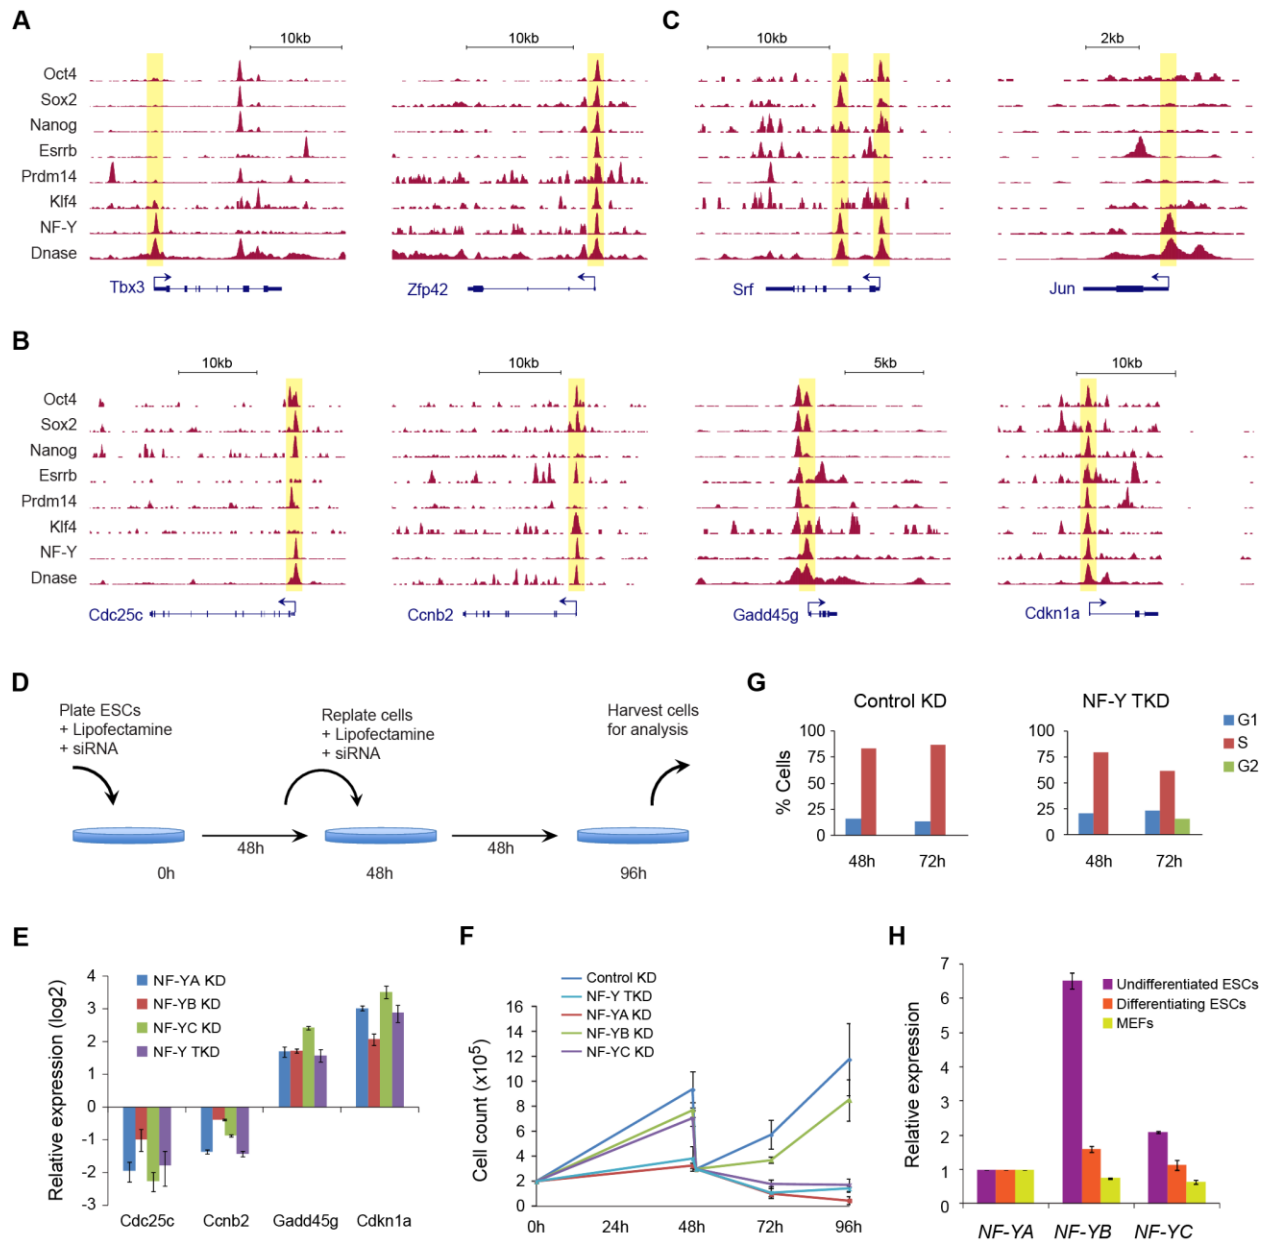 A
C
10kb
10kb
10kb
2kb
Oct4
Sox2
Nanog
Esrrb
Prdm14
Klf4
NF-Y
Dnase
Tbx3
Zfp42
Srf
Jun
B
10kb
10kb
5kb
10kb
Oct4
Sox2
Nanog
Esrrb
Prdm14
Klf4
NF-Y
Dnase
Cdc25c
Ccnb2
Gadd45g
Cdkn1a
D
Plate ESCs
+ Lipofectamine
+ siRNA
Replate cells
+ Lipofectamine
+ siRNA
Harvest cells
for analysis
48h
48h
0h
48h
96h
G
Control KD
NF-Y TKD
% Cells
100
75
50
25
0
48h
72h
100
75
50
25
0
48h
72h
G1
S
G2
E
Relative expression (log2)
4
3
2
1
0
-1
-2
-3
NF-YA KD
NF-YB KD
NF-YC KD
NF-Y TKD
Cdc25c
Ccnb2
Gadd45g
Cdkn1a
F
Cell count (x10⁵)
Control KD
NF-Y TKD
NF-YA KD
NF-YB KD
NF-YC KD
16
14
12
10
8
6
4
2
0
0h
24h
48h
72h
96h
H
Relative expression
7
6
5
4
3
2
1
0
Undifferentiated ESCs
Differentiating ESCs
MEFs
NF-YA
NF-YB
NF-YC